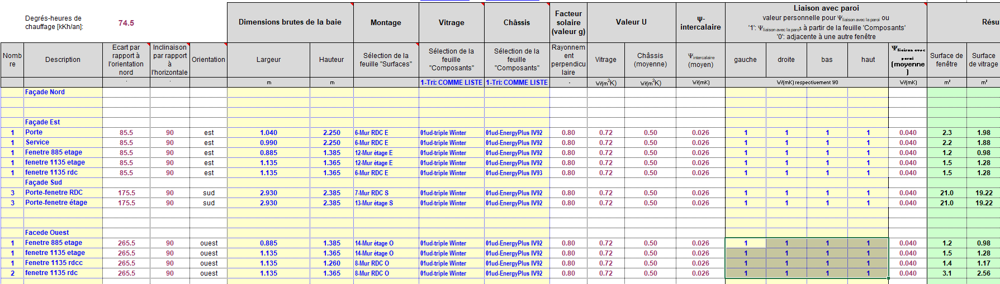 Degrés-heures de
chauffage [kKh/an]: 74.5
Dimensions brutes de la baie
Montage
Vitrage
Châssis
Facteur
solaire
(valeur g)
Valeur U
ψ-
intercalaire
Liaison avec paroi
valeur personnelle pour Ψliaison avec la paroi ou
'1': Ψliaison avec la paroi, à partir de la feuille 'Composants'
'0': adjacente à une autre fenêtre
Résu
Nomb
re
Description
Ecart par
rapport à
l'orientation
nord
Inclinaison
par rapport
à
l'horizontale
Orientation
Largeur
Hauteur
Sélection de la
feuille "Surfaces"
Sélection de la
feuille
"Composants"
Sélection de la
feuille
"Composants"
Rayonnem
ent
perpendicu
laire
Vitrage
Châssis
(moyenne)
Ψintercalaire
(moyen)
gauche
droite
bas
haut
Ψliaison avec
paroi
(moyenne
)
Surface de
fenêtre
Surface
de vitrage
° ° m m 1-Tri: COMME LISTE 1-Tri: COMME LISTE - W/(m²K) W/(m²K) W/(mK) W/(mK) respectivement 1/0 W/(mK) m² m²
Façade Nord
Façade Est
1 Porte 85.5 90 est 1.040 2.250 6-Mur RDC E 01ud-triple Winter 01ud-EnergyPlus IV92 0.80 0.72 0.50 0.026 1 1 1 1 0.040 2.3 1.98
1 Service 85.5 90 est 0.990 2.250 6-Mur RDC E 01ud-triple Winter 01ud-EnergyPlus IV92 0.80 0.72 0.50 0.026 1 1 1 1 0.040 2.2 1.88
1 Fenetre 885 etage 85.5 90 est 0.885 1.385 12-Mur étage E 01ud-triple Winter 01ud-EnergyPlus IV92 0.80 0.72 0.50 0.026 1 1 1 1 0.040 1.2 0.98
1 fenetre 1135 etage 85.5 90 est 1.135 1.365 12-Mur étage E 01ud-triple Winter 01ud-EnergyPlus IV92 0.80 0.72 0.50 0.026 1 1 1 1 0.040 1.5 1.28
1 fenetre 1135 rdc 85.5 90 est 1.135 1.365 6-Mur RDC E 01ud-triple Winter 01ud-EnergyPlus IV93 0.80 0.72 0.50 0.026 1 1 1 1 0.040 1.5 1.28
Façade Sud
3 Porte-fenetre RDC 175.5 90 sud 2.930 2.385 7-Mur RDC S 01ud-triple Winter 01ud-EnergyPlus IV92 0.80 0.72 0.50 0.026 1 1 1 1 0.040 21.0 19.22
3 Porte-fenetre étage 175.5 90 sud 2.930 2.385 13-Mur étage S 01ud-triple Winter 01ud-EnergyPlus IV92 0.80 0.72 0.50 0.026 1 1 1 1 0.040 21.0 19.22
Facede Ouest
1 Fenetre 885 etage 265.5 90 ouest 0.885 1.385 14-Mur étage O 01ud-triple Winter 01ud-EnergyPlus IV92 0.80 0.72 0.50 0.026 1 1 1 1 0.040 1.2 0.98
1 fenetre 1135 etage 265.5 90 ouest 1.135 1.365 14-Mur étage O 01ud-triple Winter 01ud-EnergyPlus IV92 0.80 0.72 0.50 0.026 1 1 1 1 0.040 1.5 1.28
1 Fenetre 1135 rdcc 265.5 90 ouest 1.135 1.260 8-Mur RDC O 01ud-triple Winter 01ud-EnergyPlus IV92 0.80 0.72 0.50 0.026 1 1 1 1 0.040 1.4 1.17
2 fenetre 1135 rdc 265.5 90 ouest 1.135 1.365 8-Mur RDC O 01ud-triple Winter 01ud-EnergyPlus IV92 0.80 0.72 0.50 0.026 1 1 1 1 0.040 3.1 2.56